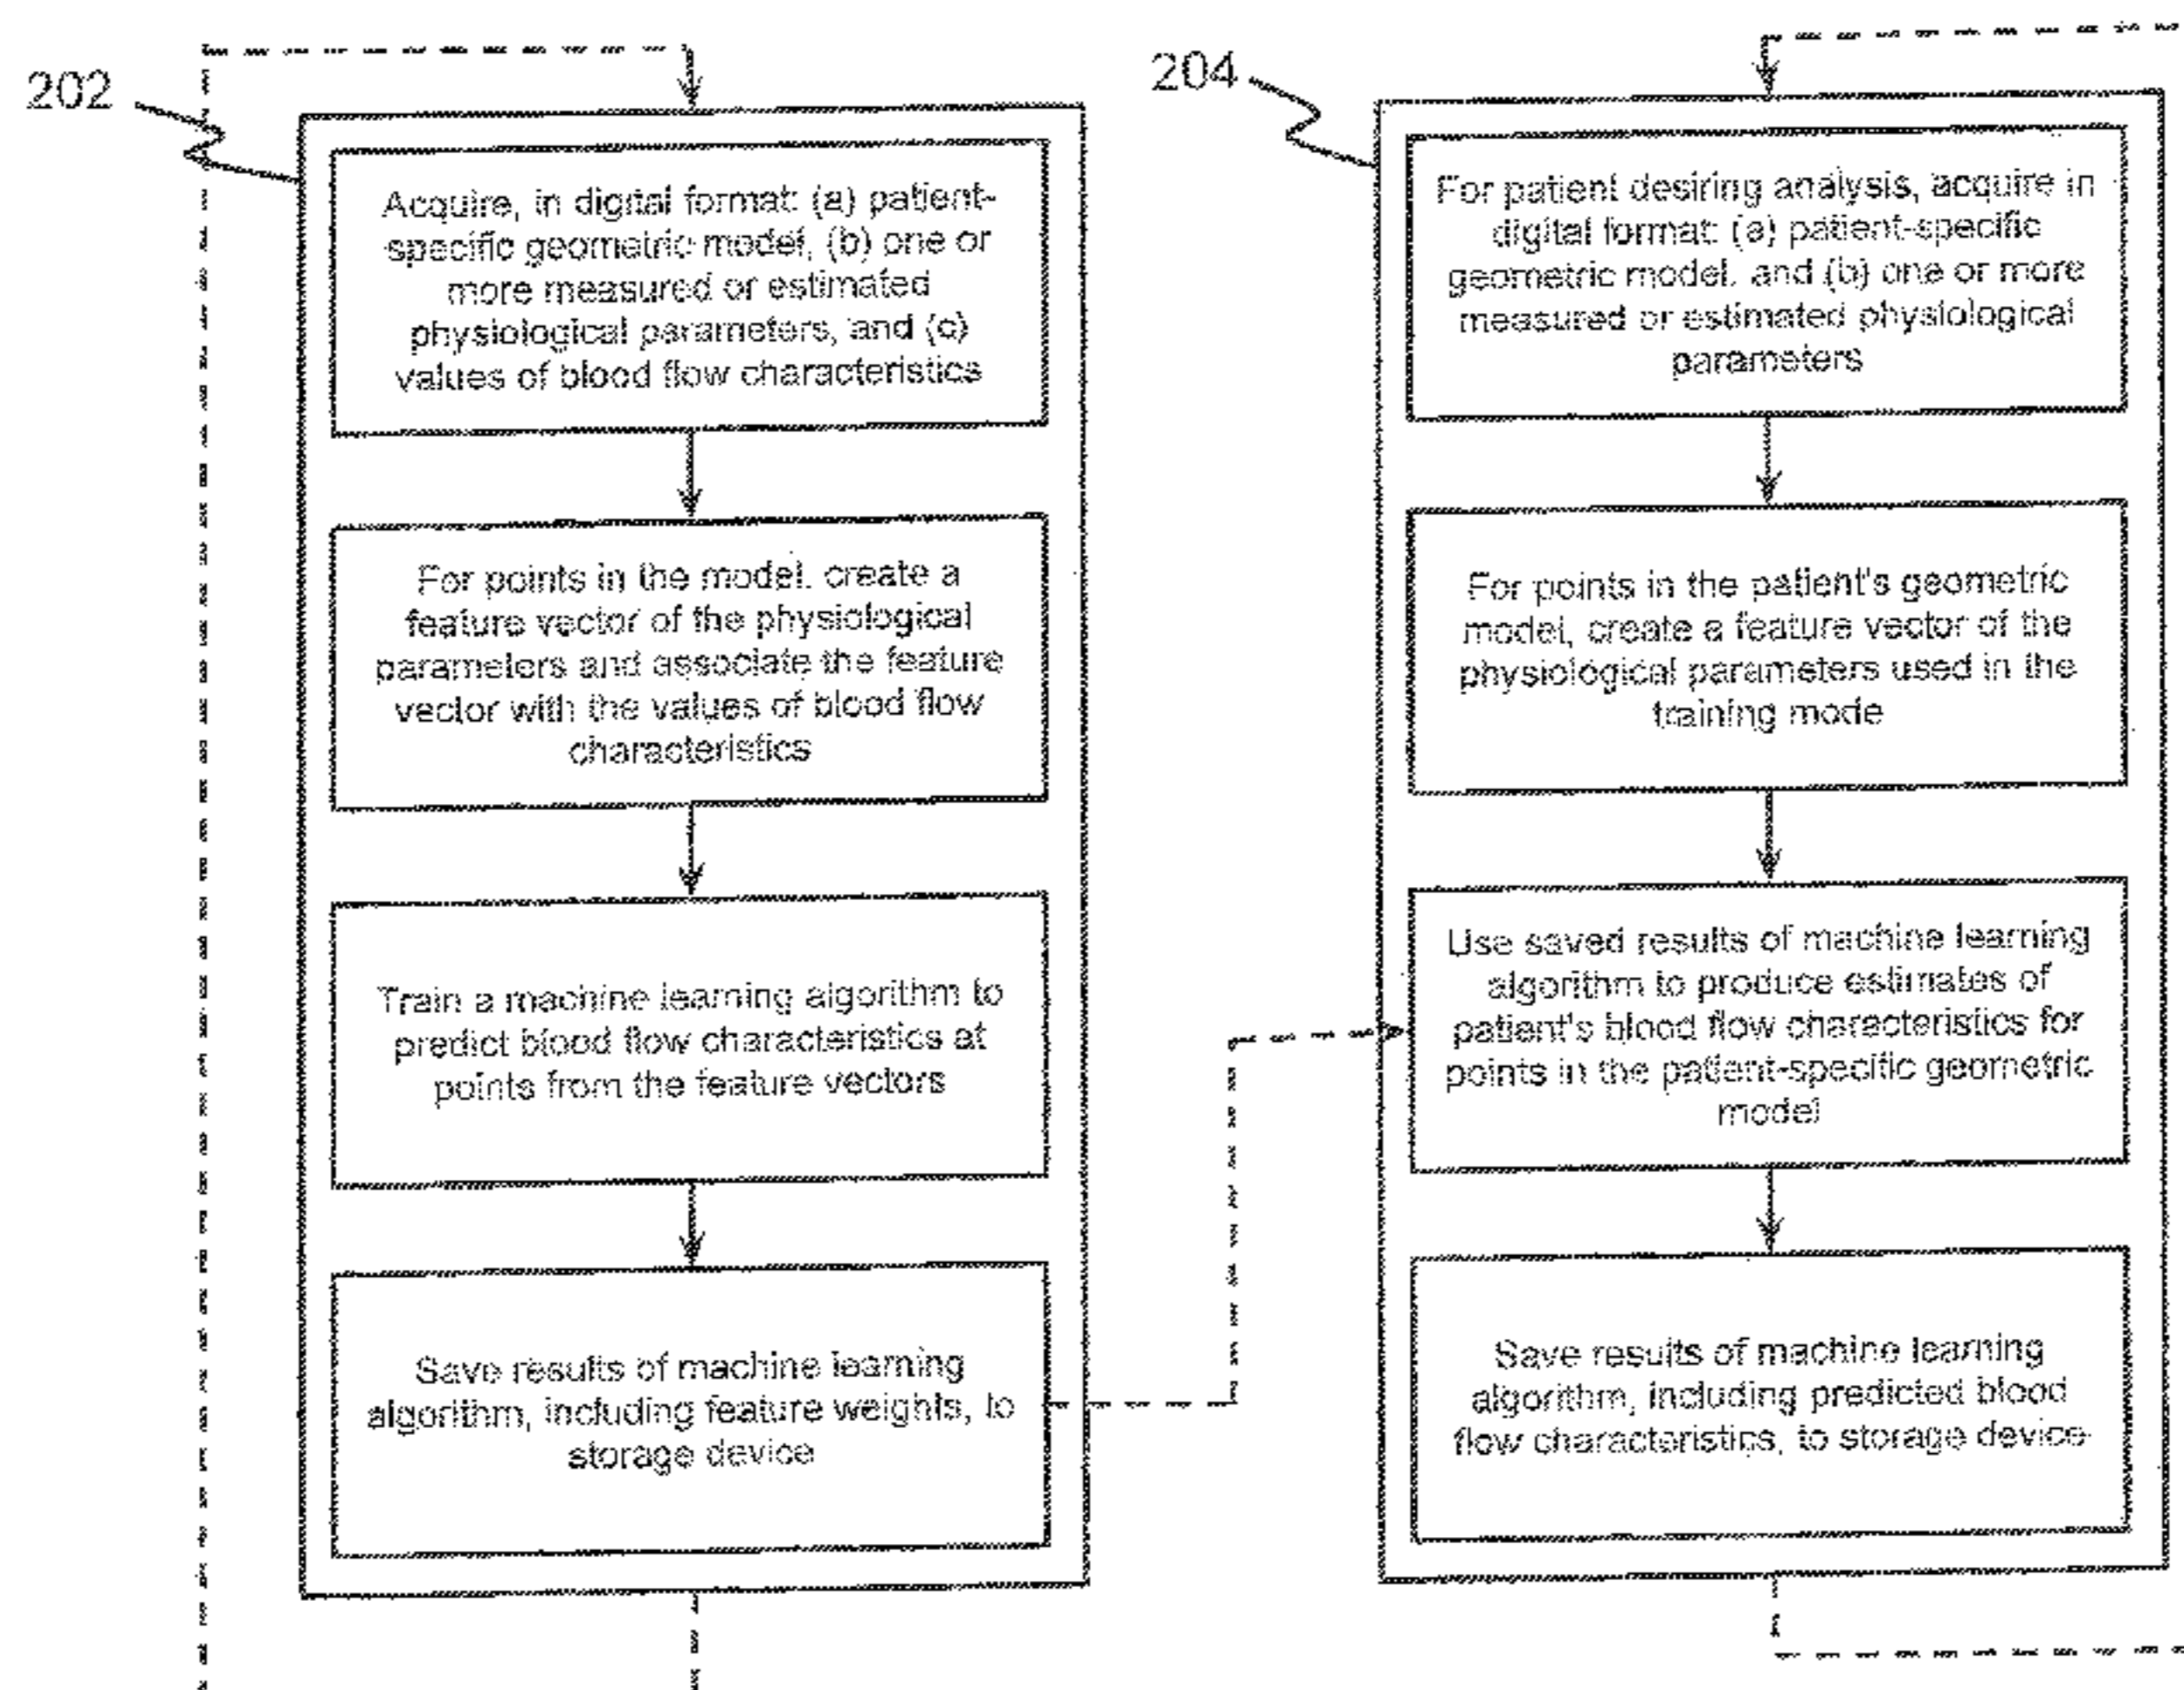 202
Acquire, in digital format: (a) patient-
specific geometric model, (b) one or
more measured or estimated
physiological parameters, and (c)
values of blood flow characteristics
For points in the model, create a
feature vector of the physiological
parameters and associate the feature
vector with the values of blood flow
characteristics
Train a machine learning algorithm to
predict blood flow characteristics at
points from the feature vectors
Save results of machine learning
algorithm, including feature weights, to
storage device
204
For patient desiring analysis, acquire in
digital format: (a) patient-specific
geometric model, and (b) one or more
measured or estimated physiological
parameters
For points in the patient's geometric
model, create a feature vector of the
physiological parameters used in the
training mode
Use saved results of machine learning
algorithm to produce estimates of
patient's blood flow characteristics for
points in the patient-specific geometric
model
Save results of machine learning
algorithm, including predicted blood
flow characteristics, to storage device